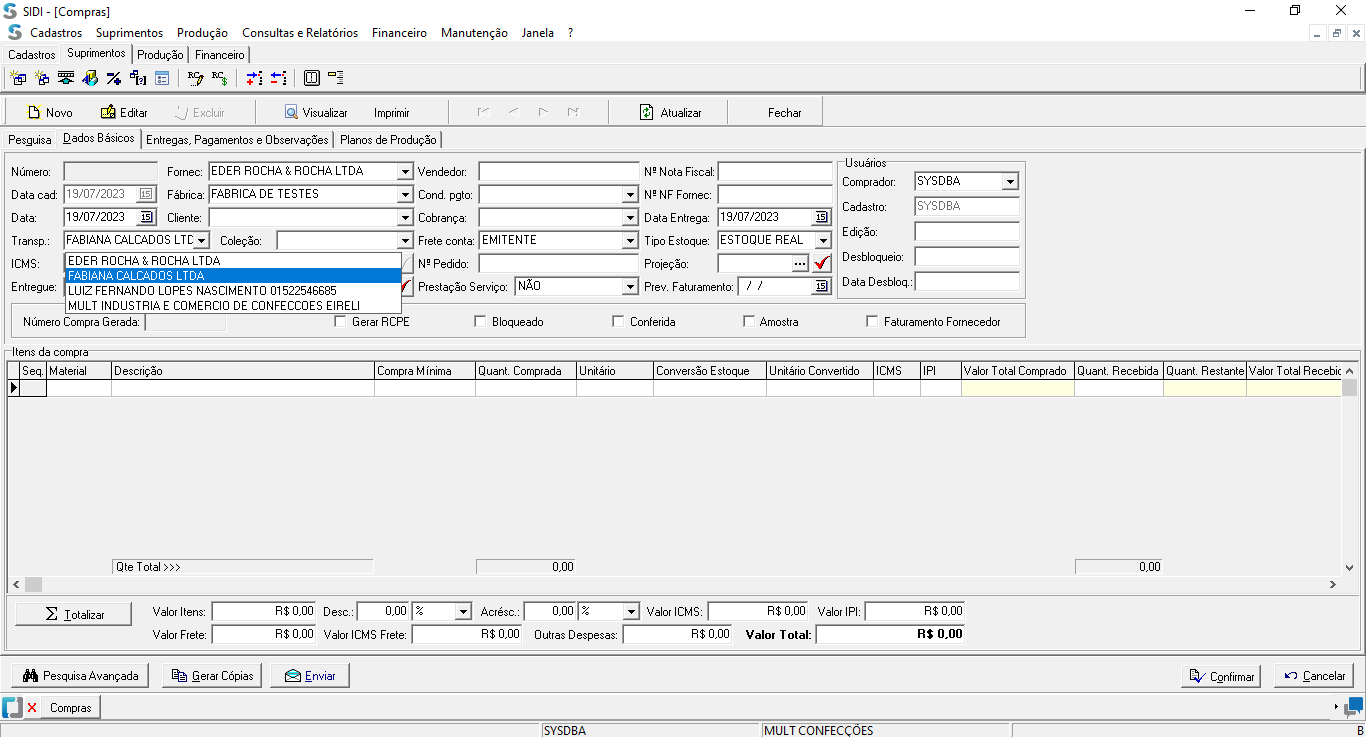 SIDI - [Compras]
Cadastros Suprimentos Produção Consultas e Relatórios Financeiro Manutenção Janela ?
Cadastros Suprimentos Produção Financeiro
Novo Editar Excluir Visualizar Imprimir Atualizar Fechar
Pesquisa Dados Básicos Entregas, Pagamentos e Observações Planos de Produção
Número: Fornec: EDER ROCHA & ROCHA LTDA Vendedor: Nº Nota Fiscal: Usuários
Comprador: SYSDBA
Data cad: 19/07/2023 15 Fábrica: FABRICA DE TESTES Cond. pgto: Nº NF Fornec:
Cadastro: SYSDBA
Data: 19/07/2023 15 Cliente: Cobrança: Data Entrega: 19/07/2023 15
Edição:
Transp.: FABIANA CALCADOS LTD Coleção: Frete conta: EMITENTE Tipo Estoque: ESTOQUE REAL
Desbloqueio:
ICMS: EDER ROCHA & ROCHA LTDA Nº Pedido: Projeção: ...
FABIANA CALCADOS LTDA
Data Desbloq.:
Entregue: LUIZ FERNANDO LOPES NASCIMENTO 01522546685 Prestação Serviço: NÃO Prev. Faturamento: / / 15
MULT INDUSTRIA E COMERCIO DE CONFECCOES EIRELI
Número Compra Gerada: Gerar RCPE Bloqueado Conferida Amostra Faturamento Fornecedor
Itens da compra
Seq. Material Descrição Compra Mínima Quant. Comprada Unitário Conversão Estoque Unitário Convertido ICMS IPI Valor Total Comprado Quant. Recebida Quant. Restante Valor Total Recebic
Qte Total >>> 0,00 0,00
Σ Totalizar Valor Itens: R$ 0,00 Desc.: 0,00 % Acrésc.: 0,00 % Valor ICMS: R$ 0,00 Valor IPI: R$ 0,00
Valor Frete: R$ 0,00 Valor ICMS Frete: R$ 0,00 Outras Despesas: R$ 0,00 Valor Total: R$ 0,00
Pesquisa Avançada Gerar Cópias Enviar Confirmar Cancelar
Compras
SYSDBA MULT CONFECÇÕES B